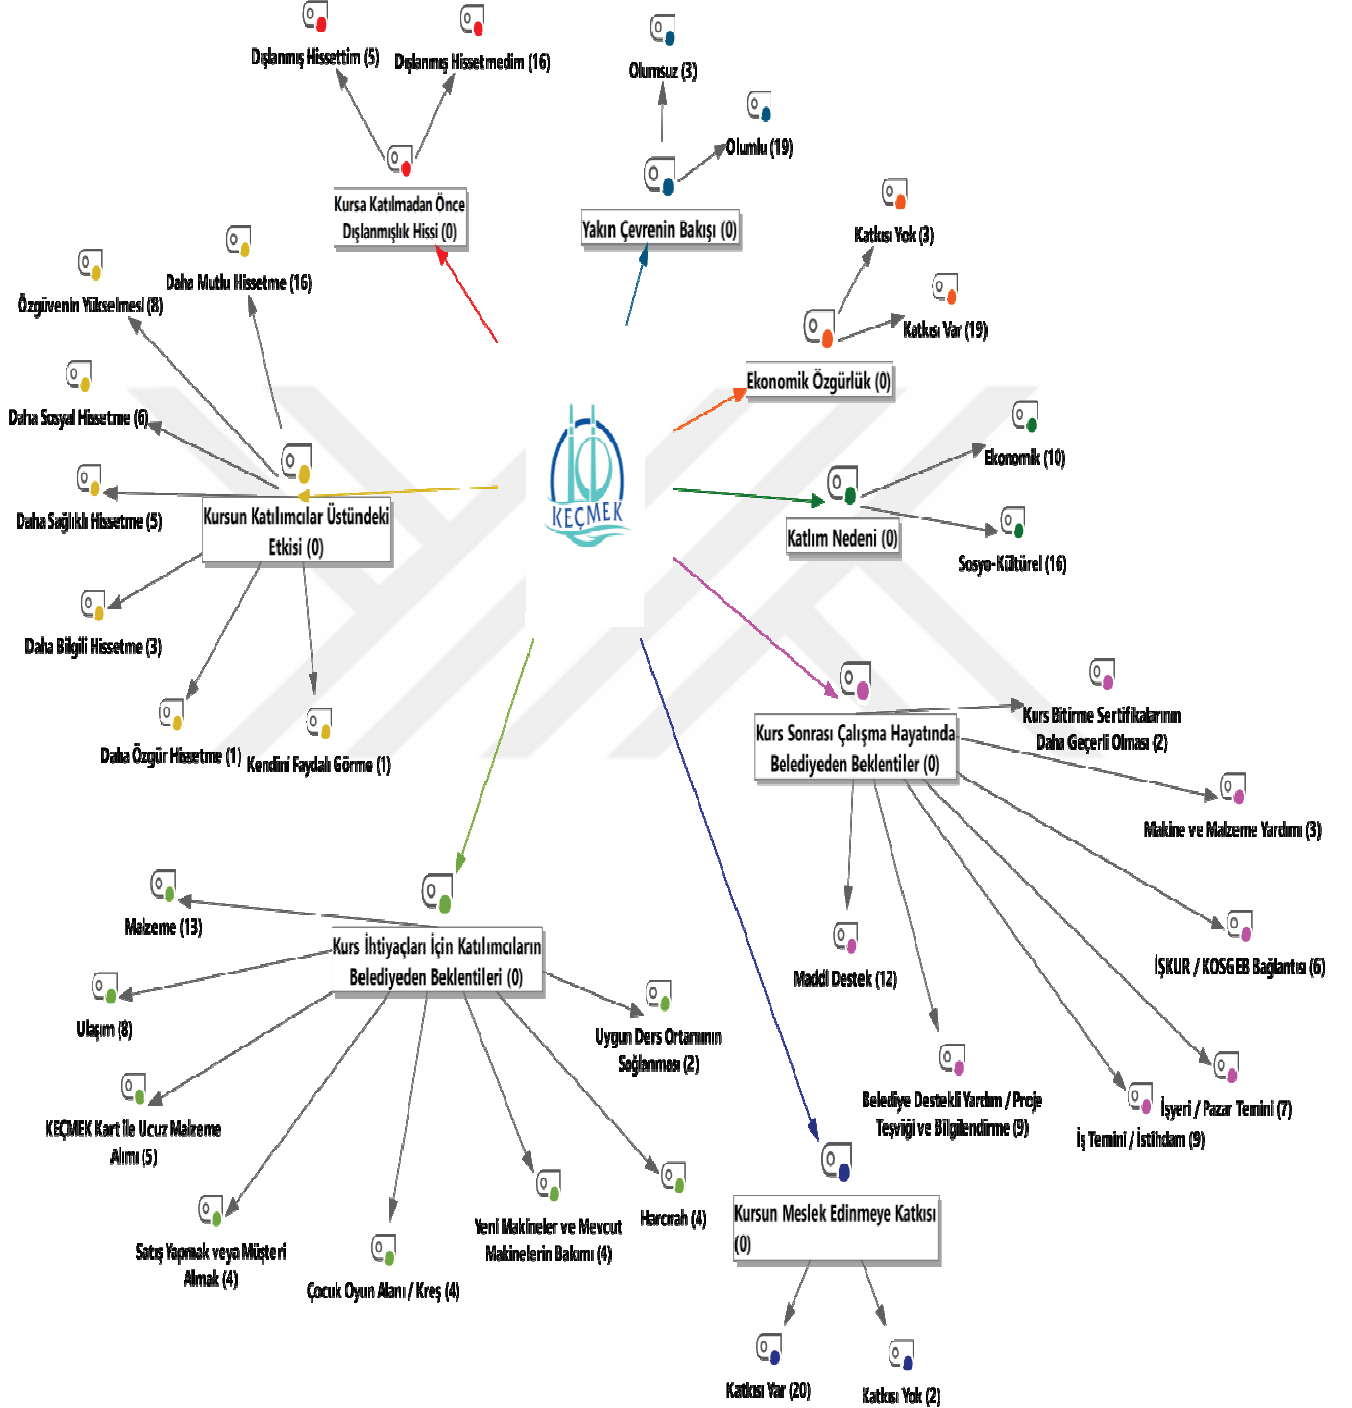 Dışlanmış Hissettim (5)
Dışlanmış Hissetmedim (16)
Kursa Katılmadan Önce
Dışlanmışlık Hissi (0)
Olumsuz (3)
Olumlu (19)
Yakın Çevrenin Bakışı (0)
Katkısı Yok (3)
Katkısı Var (19)
Ekonomik Özgürlük (0)
Daha Mutlu Hissetme (16)
Özgüvenin Yükselmesi (8)
Daha Sosyal Hissetme (6)
Daha Sağlıklı Hissetme (5)
Kursun Katılımcılar Üstündeki
Etkisi (0)
Daha Bilgili Hissetme (3)
Daha Özgür Hissetme (1)
Kendini Faydalı Görme (1)
KEÇMEK
Ekonomik (10)
Katlım Nedeni (0)
Sosyo-Kültürel (16)
Kurs Sonrası Çalışma Hayatında
Belediyeden Beklentiler (0)
Kurs Bitirme Sertifikalarının
Daha Geçerli Olması (2)
Makine ve Malzeme Yardımı (3)
İŞKUR / KOSGEB Bağlantısı (6)
İşyeri / Pazar Temini (7)
İş Temini / İstihdam (9)
Belediye Destekli Yardım / Proje
Teşviği ve Bilgilendirme (9)
Maddi Destek (12)
Malzeme (13)
Kurs İhtiyaçları İçin Katılımcıların
Belediyeden Beklentileri (0)
Ulaşım (8)
KEÇMEK Kart ile Ucuz Malzeme
Alımı (5)
Satış Yapmak veya Müşteri
Almak (4)
Çocuk Oyun Alanı / Kreş (4)
Yeni Makineler ve Mevcut
Makinelerin Bakımı (4)
Harcırah (4)
Uygun Ders Ortamının
Sağlanması (2)
Kursun Meslek Edinmeye Katkısı
(0)
Katkısı Var (20)
Katkısı Yok (2)